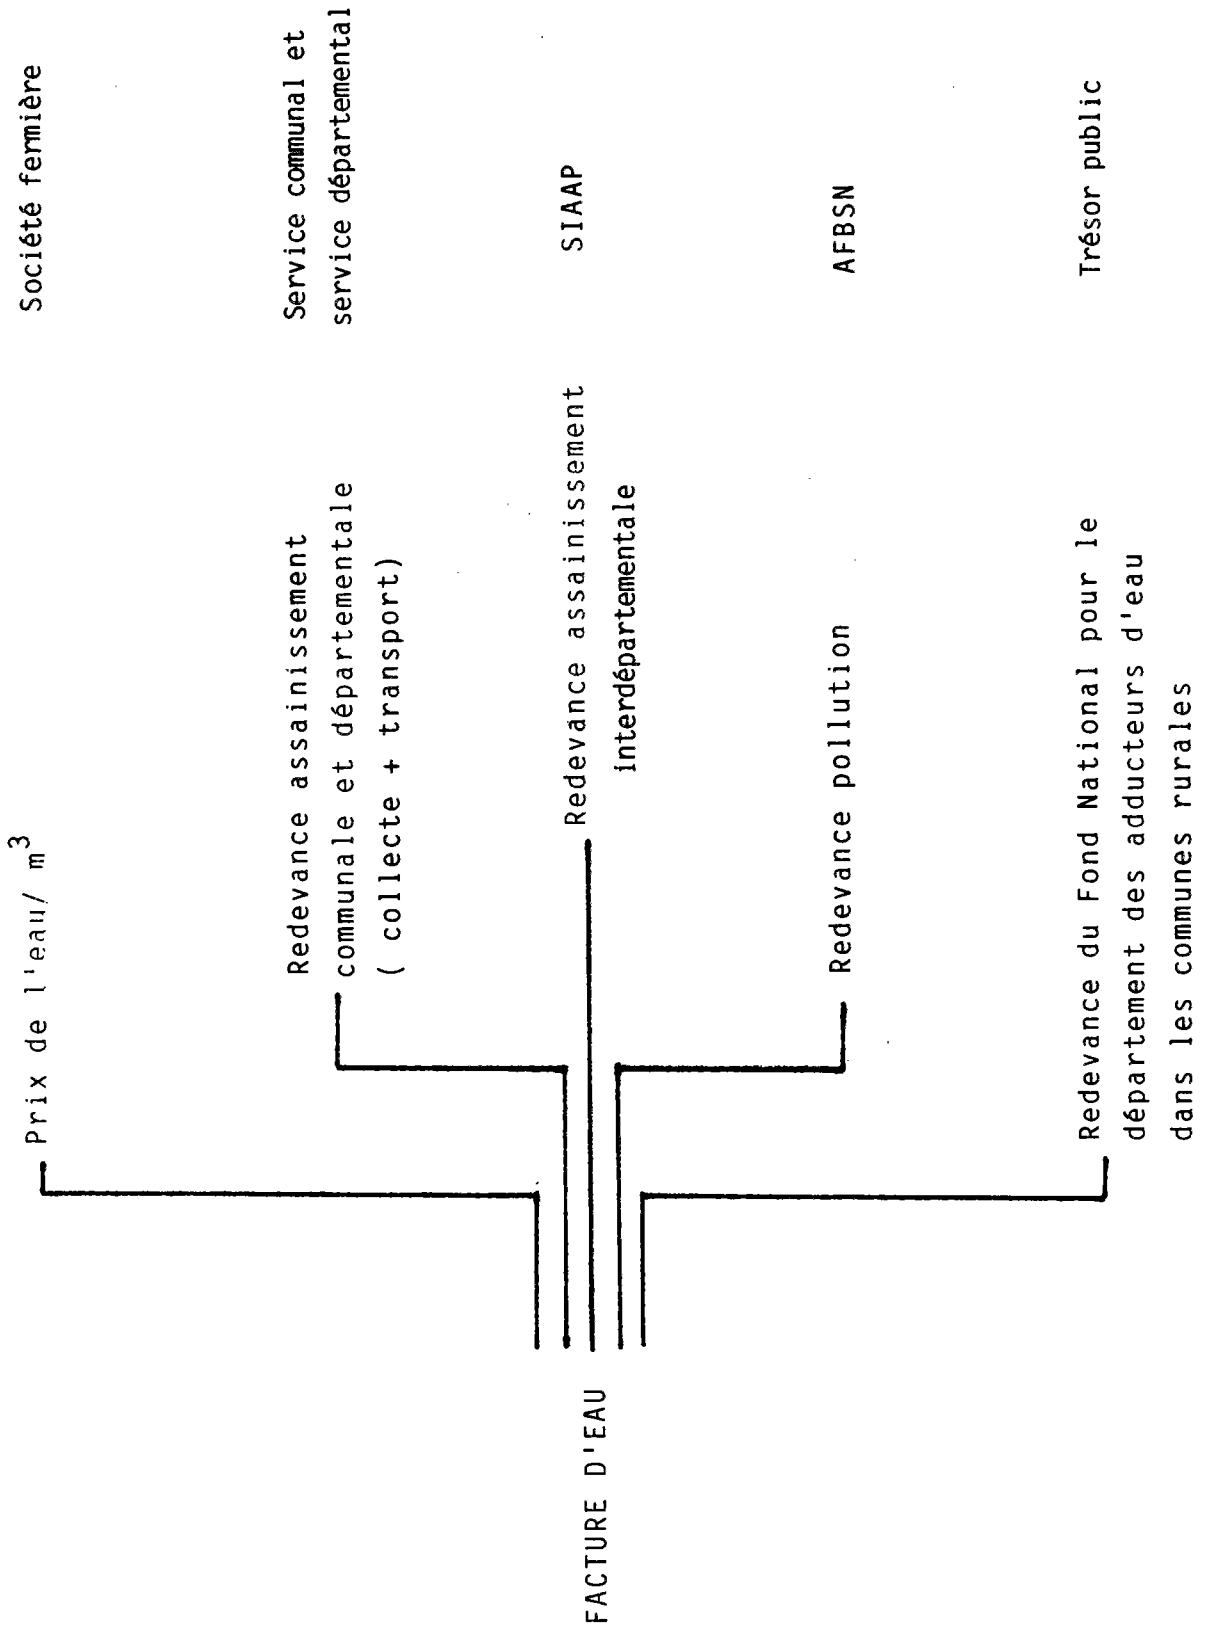 Prix de l'eau/ m³
Société fermière
Redevance assainissement
communale et départementale
( collecte + transport)
Service communal et
service départemental
FACTURE D'EAU
Redevance assainissement
interdépartementale
SIAAP
Redevance pollution
AFBSN
Redevance du Fond National pour le
département des adducteurs d'eau
dans les communes rurales
Trésor public